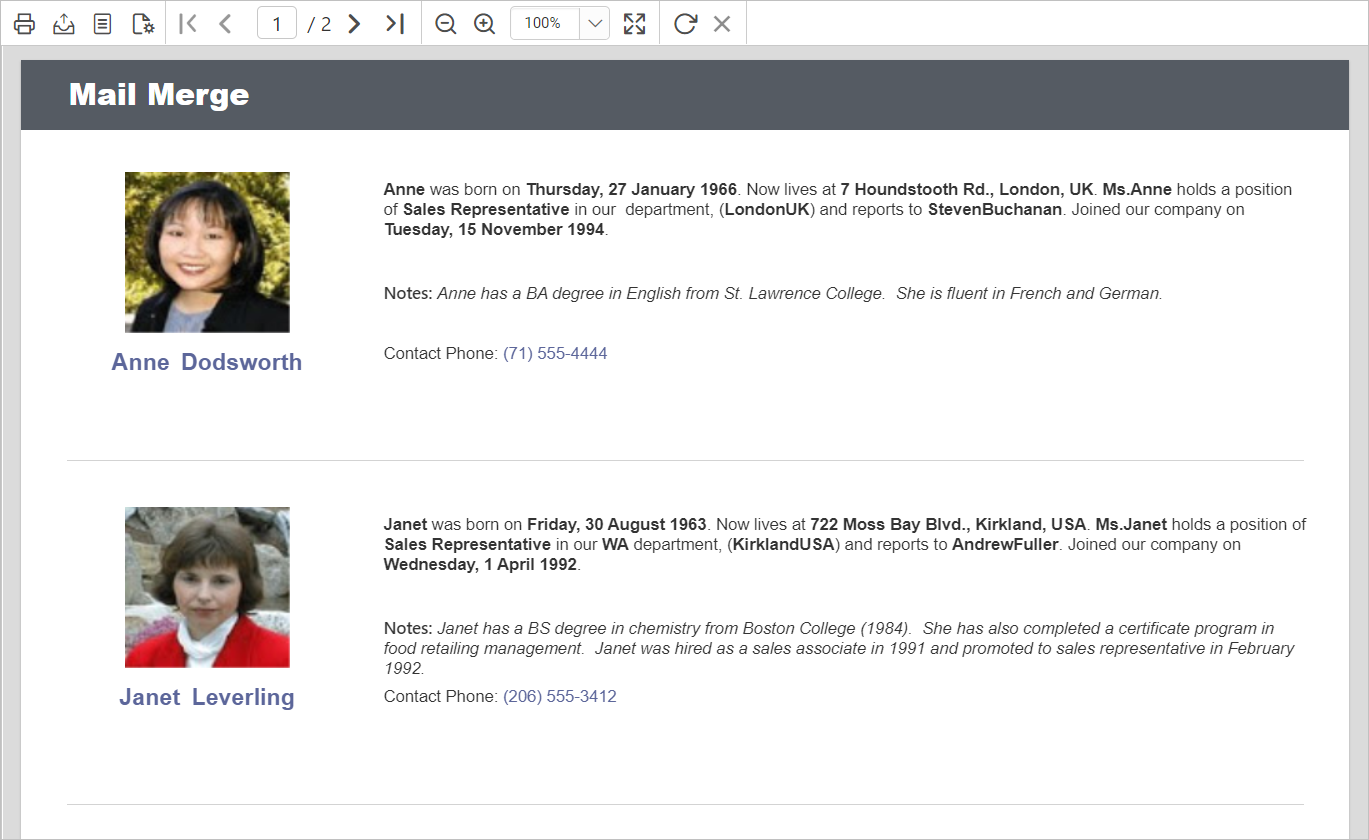 1 / 2 100%
Mail Merge
Anne was born on Thursday, 27 January 1966. Now lives at 7 Houndstooth Rd., London, UK. Ms.Anne holds a position
of Sales Representative in our  department, (LondonUK) and reports to StevenBuchanan. Joined our company on
Tuesday, 15 November 1994.
Notes: Anne has a BA degree in English from St. Lawrence College.  She is fluent in French and German.
Contact Phone: (71) 555-4444
Anne Dodsworth
Janet was born on Friday, 30 August 1963. Now lives at 722 Moss Bay Blvd., Kirkland, USA. Ms.Janet holds a position of
Sales Representative in our WA department, (KirklandUSA) and reports to AndrewFuller. Joined our company on
Wednesday, 1 April 1992.
Notes: Janet has a BS degree in chemistry from Boston College (1984).  She has also completed a certificate program in
food retailing management.  Janet was hired as a sales associate in 1991 and promoted to sales representative in February
1992.
Contact Phone: (206) 555-3412
Janet Leverling